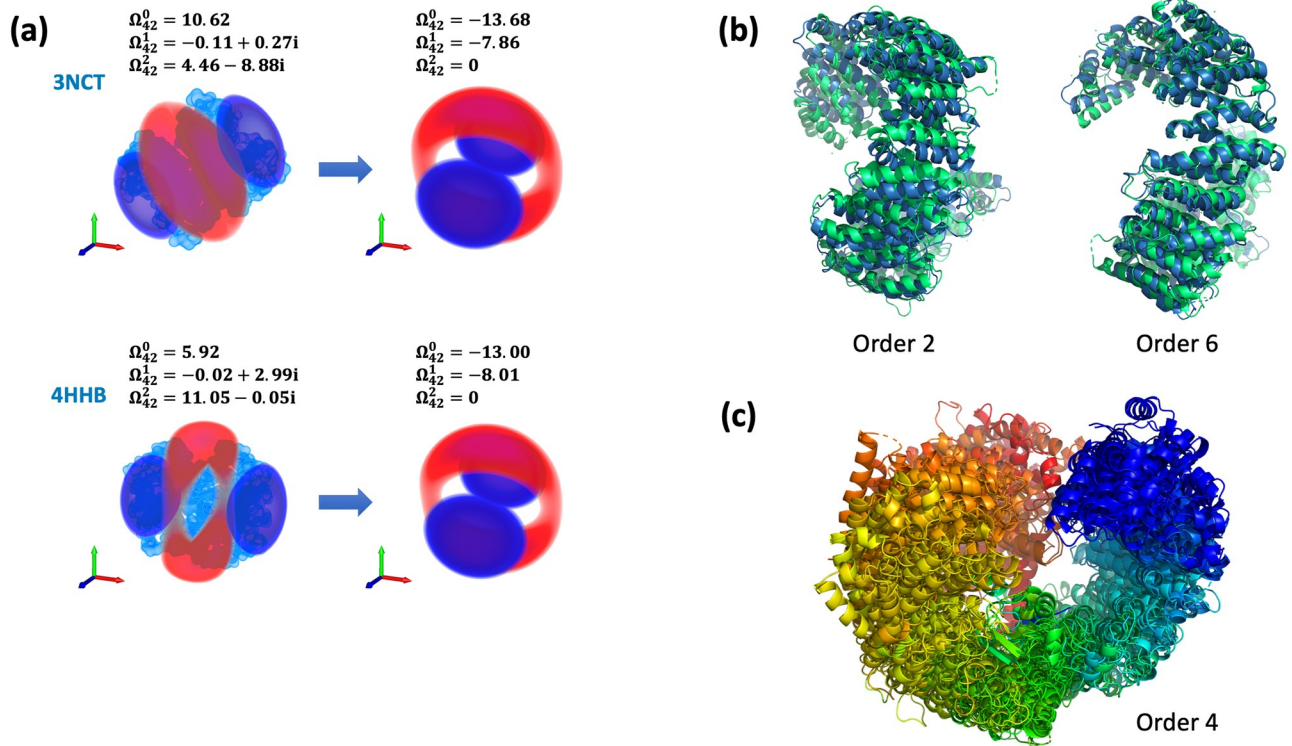 (a)
Ω⁰₄₂ = 10.62
Ω¹₄₂ = −0.11 + 0.27i
Ω²₄₂ = 4.46 − 8.88i
3NCT
Ω⁰₄₂ = −13.68
Ω¹₄₂ = −7.86
Ω²₄₂ = 0
Ω⁰₄₂ = 5.92
Ω¹₄₂ = −0.02 + 2.99i
Ω²₄₂ = 11.05 − 0.05i
4HHB
Ω⁰₄₂ = −13.00
Ω¹₄₂ = −8.01
Ω²₄₂ = 0
(b)
Order 2
Order 6
(c)
Order 4